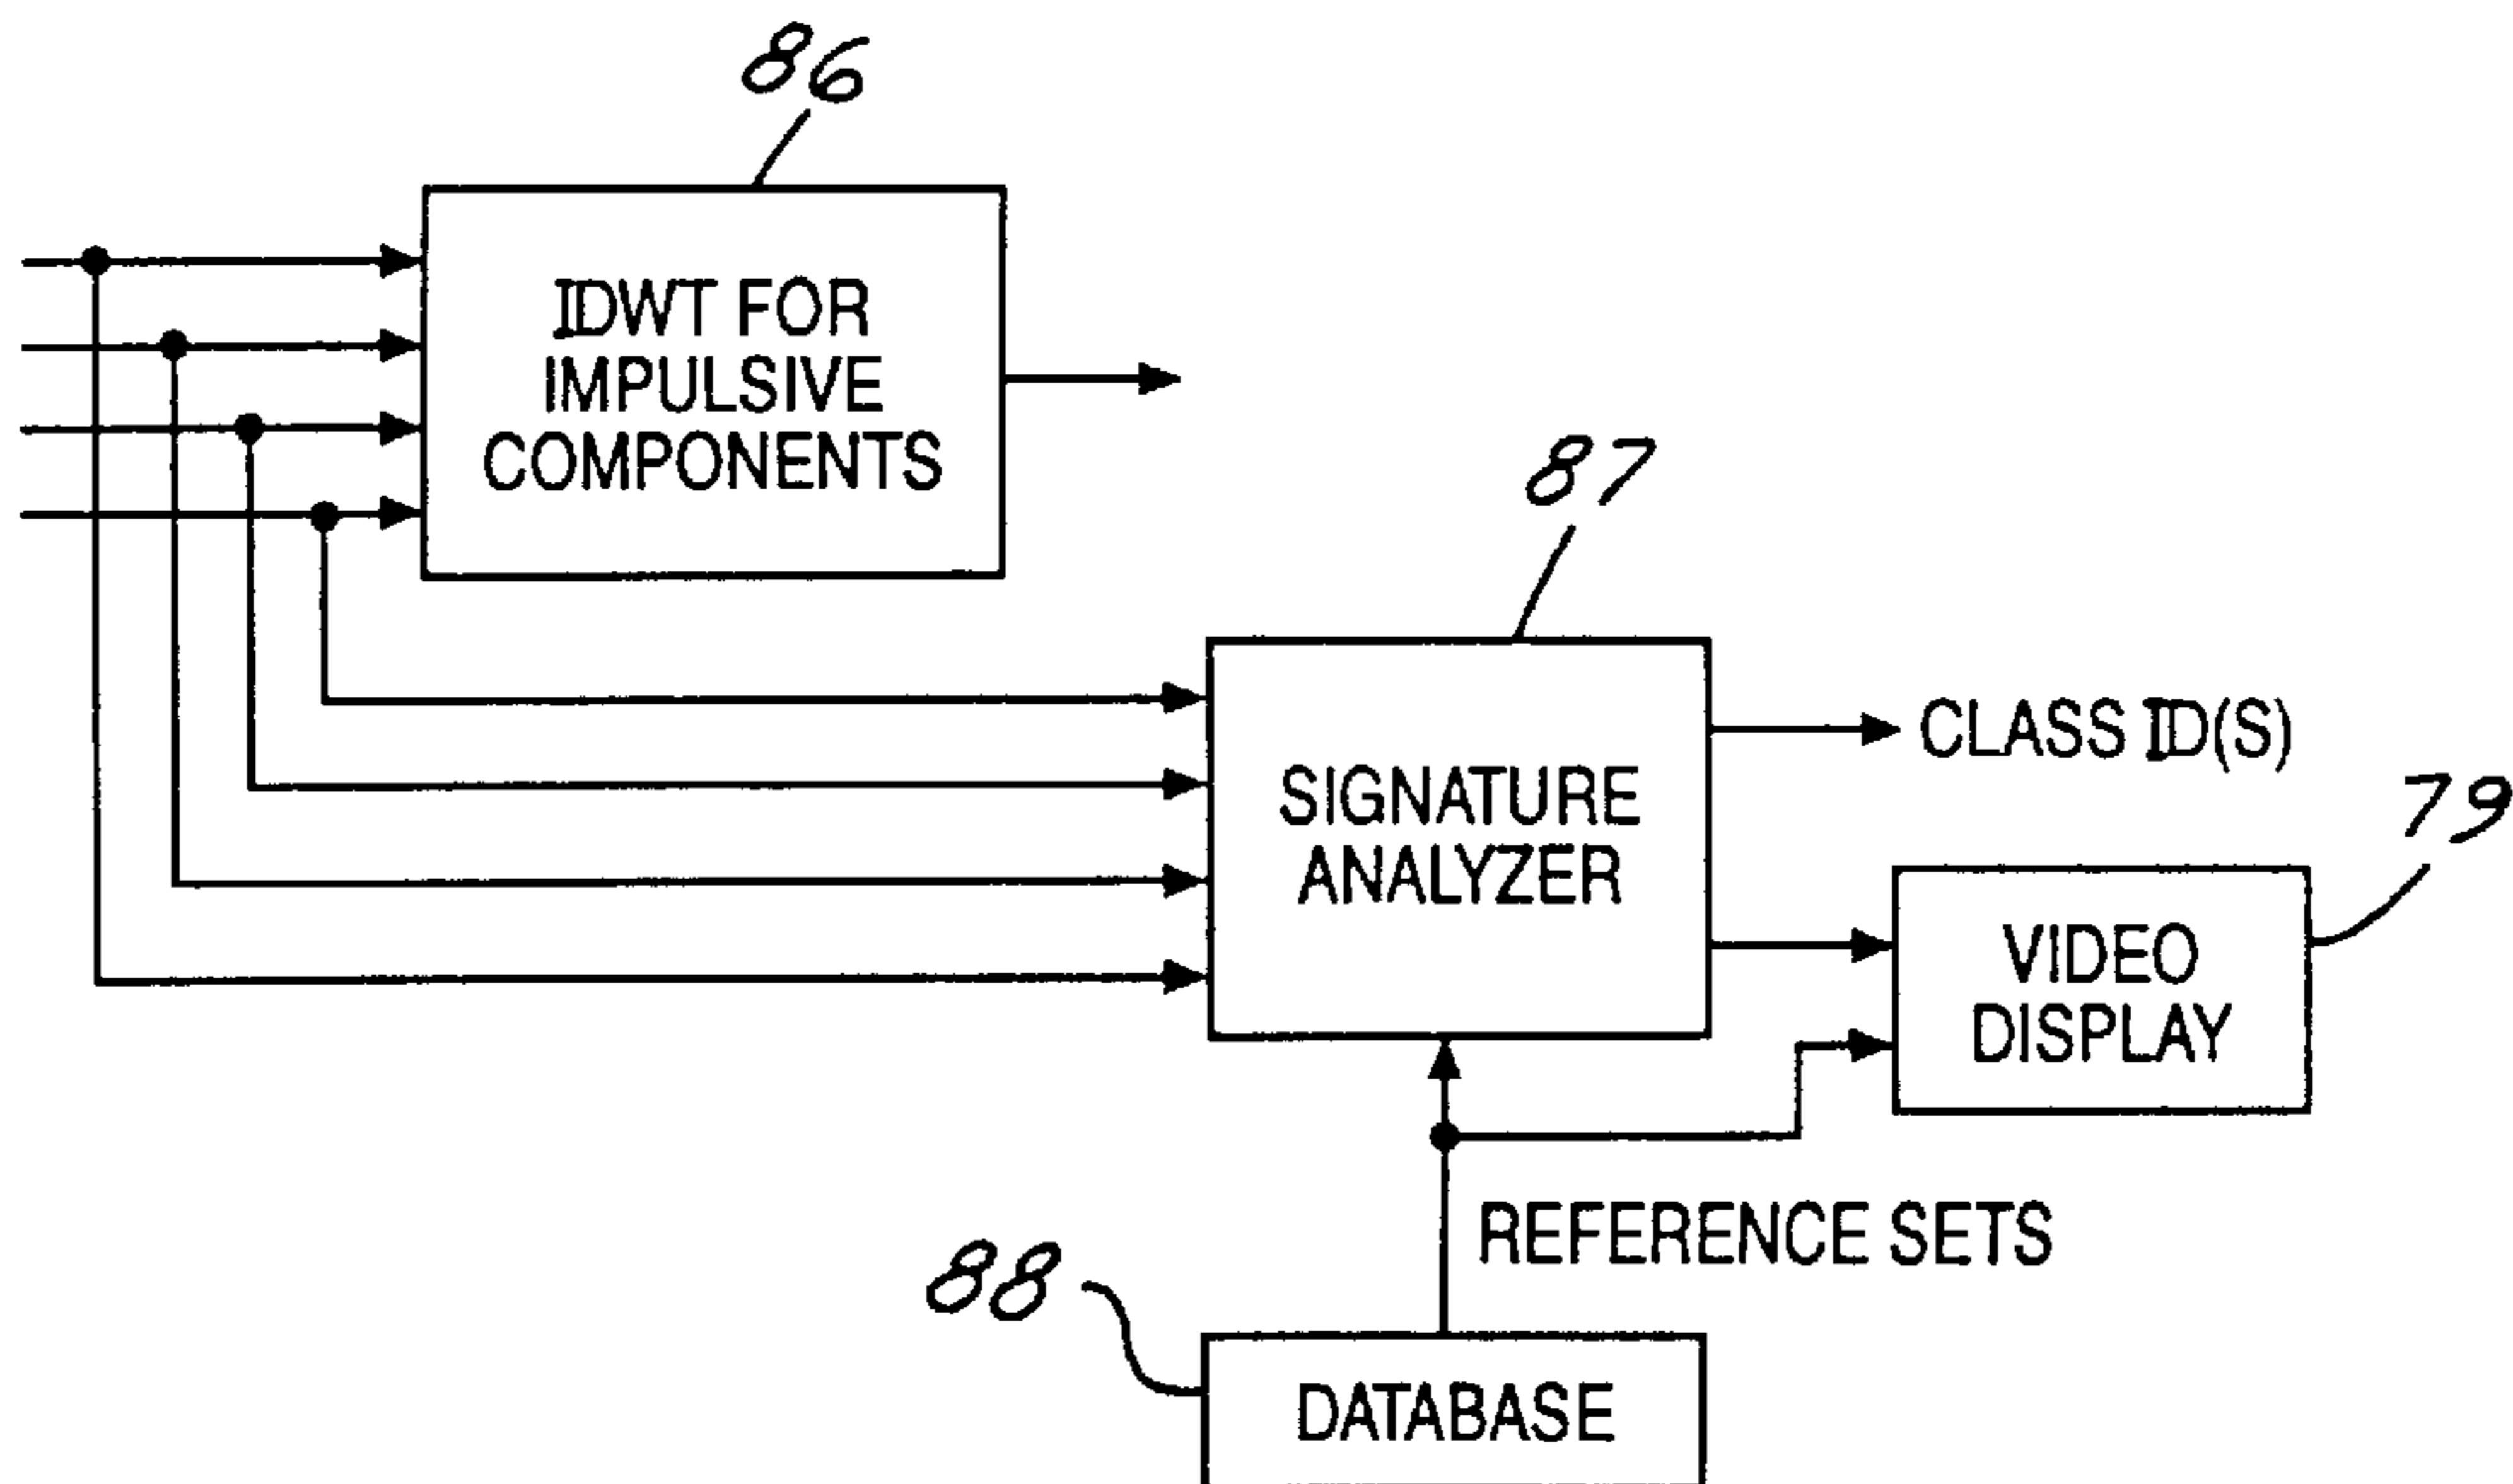 86
IDWT FOR
IMPULSIVE
COMPONENTS
87
SIGNATURE
ANALYZER
CLASS ID(S)
79
VIDEO
DISPLAY
REFERENCE SETS
88
DATABASE